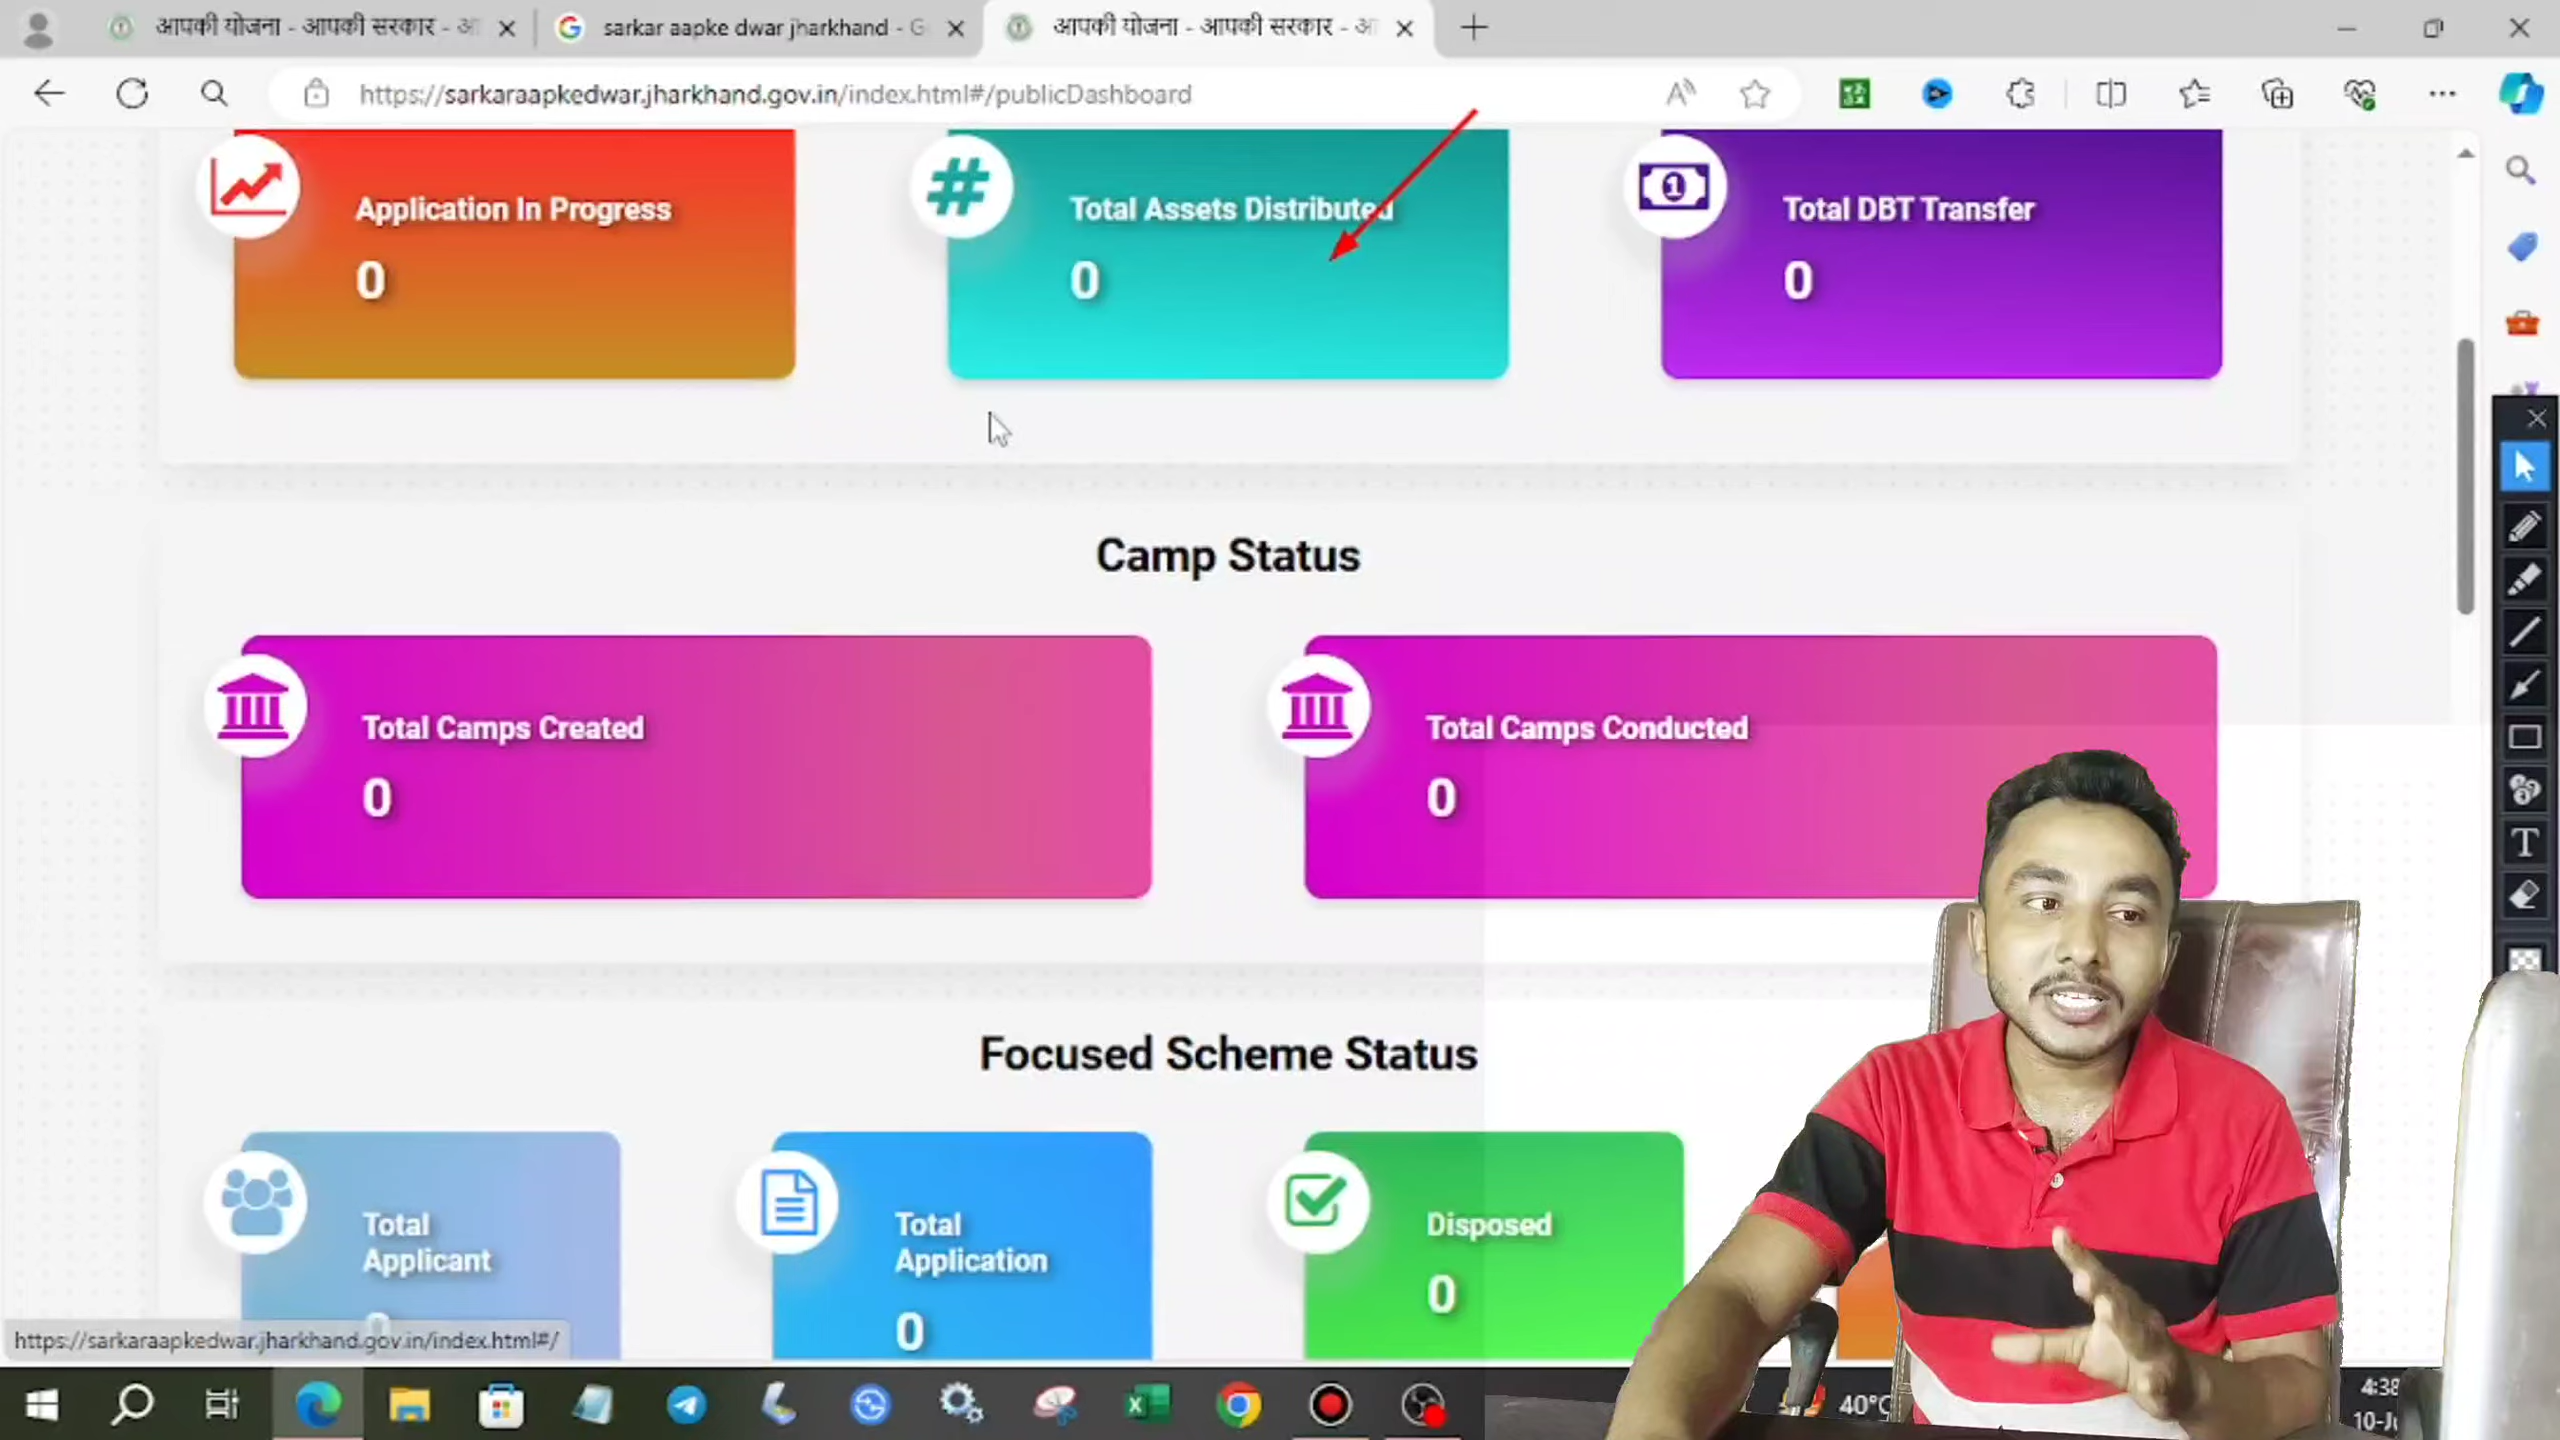 आपकी योजना - आपकी सरकार -
sarkar aapke dwar jharkhand - G
आपकी योजना - आपकी सरकार -
https://sarkaraapkedwar.jharkhand.gov.in/index.html#/publicDashboard
Application In Progress
0
Total Assets Distributed
0
Total DBT Transfer
0
Camp Status
Total Camps Created
0
Total Camps Conducted
0
Focused Scheme Status
Total
Applicant
Total
Application
0
Disposed
0
https://sarkaraapkedwar.jharkhand.gov.in/index.html#/
40°C
4:38